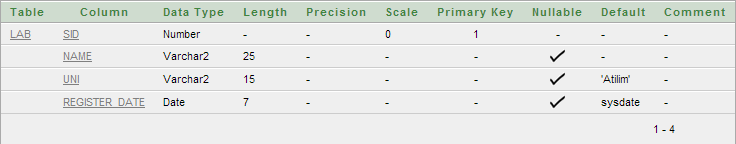 Table Column Data Type Length Precision Scale Primary Key Nullable Default Comment
LAB SID Number - - 0 1 - - -
NAME Varchar2 25 - - - - -
UNI Varchar2 15 - - - 'Atilim' -
REGISTER_DATE Date 7 - - - sysdate -
1 - 4